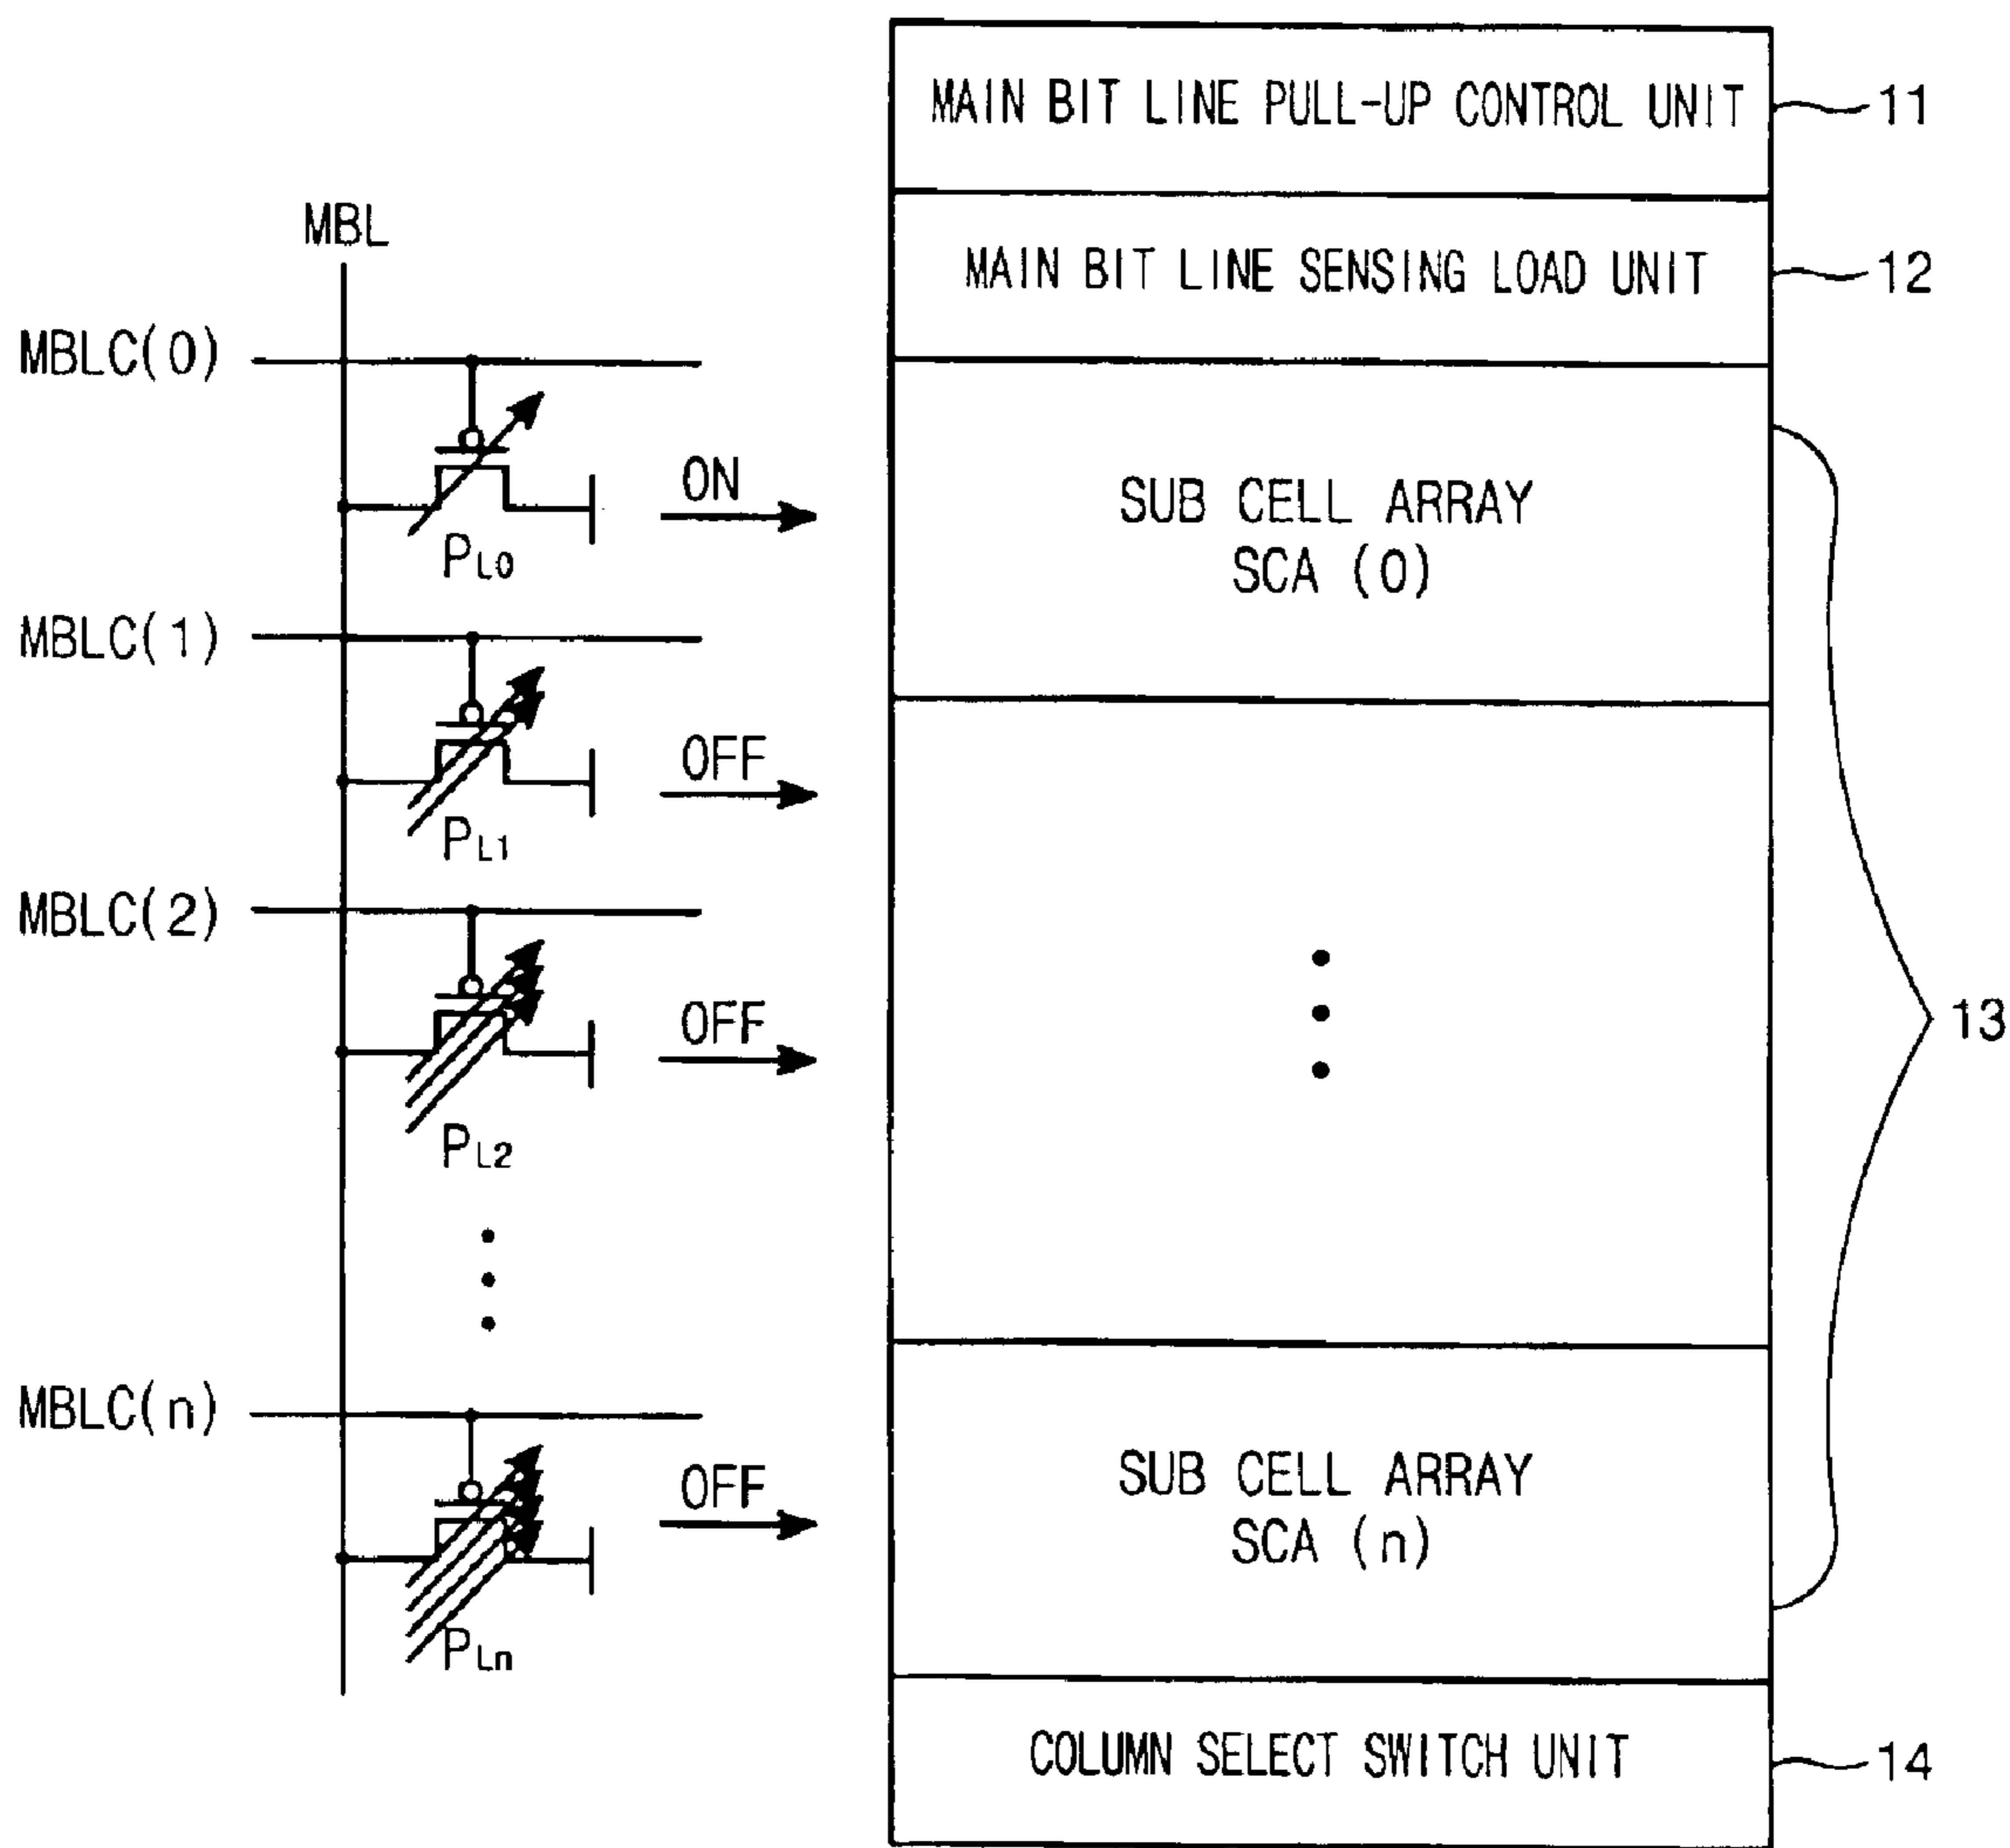 MAIN BIT LINE PULL-UP CONTROL UNIT
11
MAIN BIT LINE SENSING LOAD UNIT
12
MBL
MBLC(0)
ON
PL0
SUB CELL ARRAY
SCA (0)
MBLC(1)
OFF
PL1
MBLC(2)
OFF
PL2
13
MBLC(n)
OFF
PLn
SUB CELL ARRAY
SCA (n)
COLUMN SELECT SWITCH UNIT
14